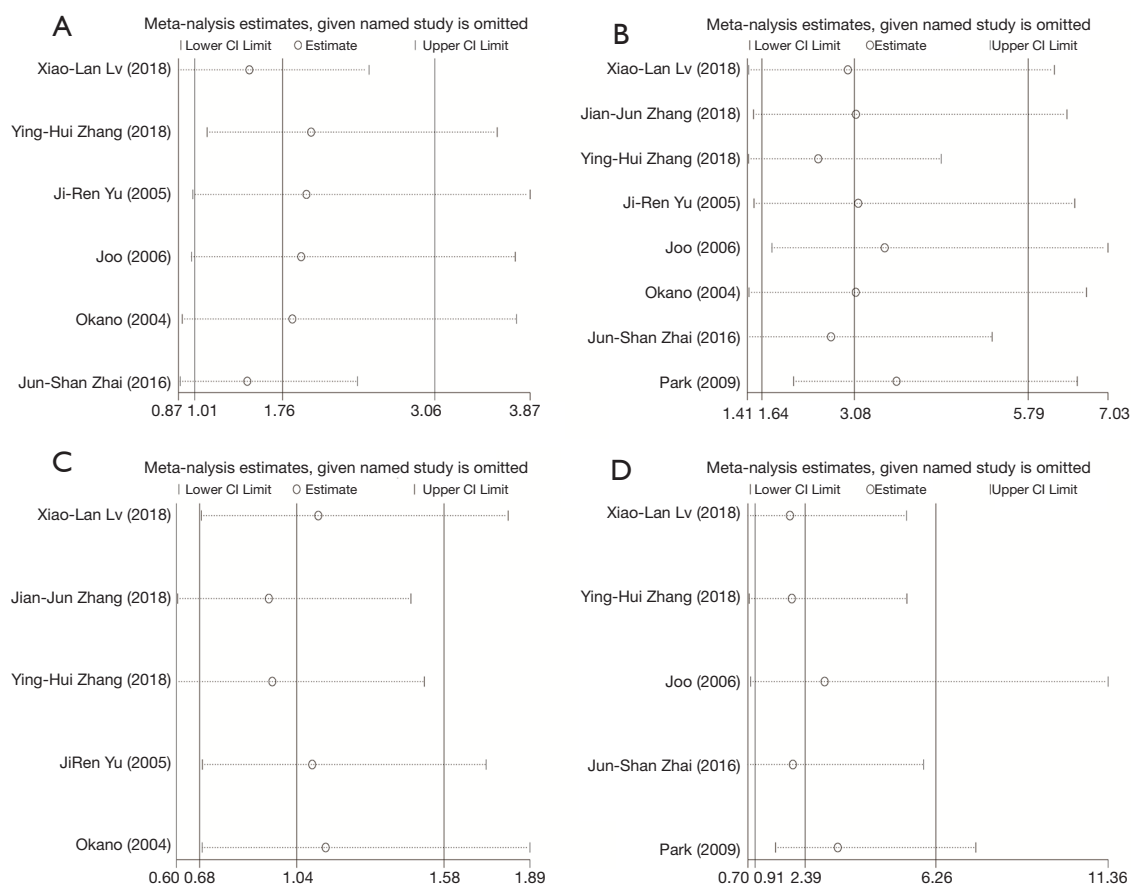 A
Meta-nalysis estimates, given named study is omitted
Lower CI Limit Estimate Upper CI Limit
Xiao-Lan Lv (2018)
Ying-Hui Zhang (2018)
Ji-Ren Yu (2005)
Joo (2006)
Okano (2004)
Jun-Shan Zhai (2016)
0.87 1.01 1.76 3.06 3.87
B
Meta-nalysis estimates, given named study is omitted
Lower CI Limit Estimate Upper CI Limit
Xiao-Lan Lv (2018)
Jian-Jun Zhang (2018)
Ying-Hui Zhang (2018)
Ji-Ren Yu (2005)
Joo (2006)
Okano (2004)
Jun-Shan Zhai (2016)
Park (2009)
1.41 1.64 3.08 5.79 7.03
C
Meta-nalysis estimates, given named study is omitted
Lower CI Limit Estimate Upper CI Limit
Xiao-Lan Lv (2018)
Jian-Jun Zhang (2018)
Ying-Hui Zhang (2018)
JiRen Yu (2005)
Okano (2004)
0.60 0.68 1.04 1.58 1.89
D
Meta-nalysis estimates, given named study is omitted
Lower CI Limit Estimate Upper CI Limit
Xiao-Lan Lv (2018)
Ying-Hui Zhang (2018)
Joo (2006)
Jun-Shan Zhai (2016)
Park (2009)
0.70 0.91 2.39 6.26 11.36